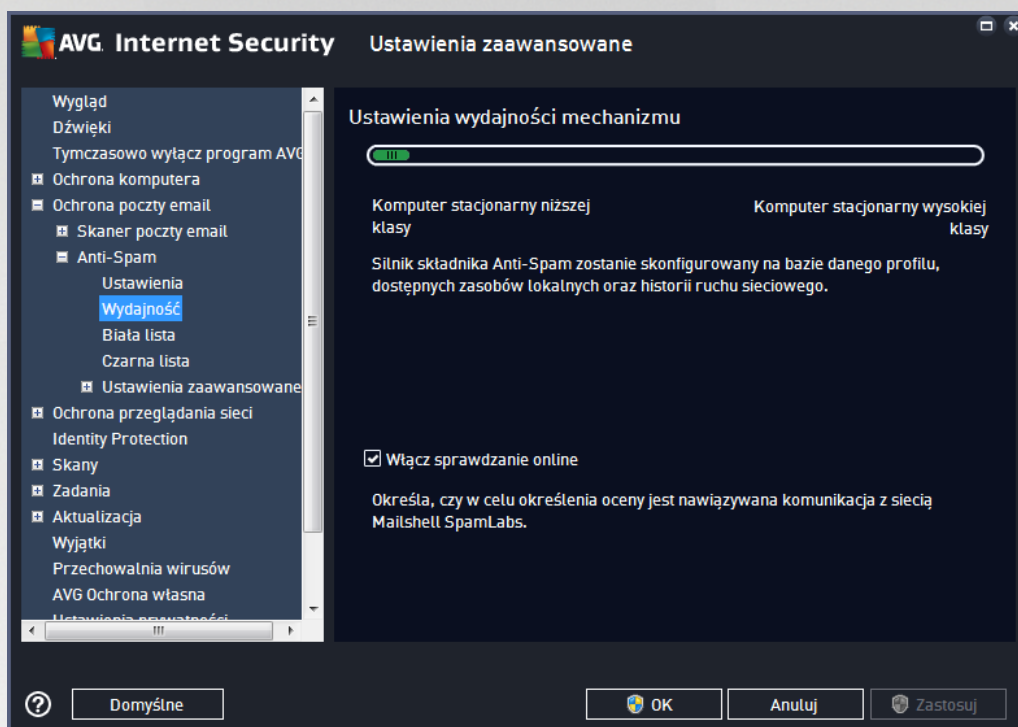 AVG. Internet Security
Ustawienia zaawansowane
Wygląd
Dźwięki
Tymczasowo wyłącz program AVG
Ochrona komputera
Ochrona poczty email
Skaner poczty email
Anti-Spam
Ustawienia
Wydajność
Biała lista
Czarna lista
Ustawienia zaawansowane
Ochrona przeglądania sieci
Identity Protection
Skany
Zadania
Aktualizacja
Wyjątki
Przechowalnia wirusów
AVG Ochrona własna
Ustawienia prywatności
Ustawienia wydajności mechanizmu
Komputer stacjonarny niższej
klasy
Komputer stacjonarny wysokiej
klasy
Silnik składnika Anti-Spam zostanie skonfigurowany na bazie danego profilu,
dostępnych zasobów lokalnych oraz historii ruchu sieciowego.
Włącz sprawdzanie online
Określa, czy w celu określenia oceny jest nawiązywana komunikacja z siecią
Mailshell SpamLabs.
? Domyślne
OK
Anuluj
Zastosuj